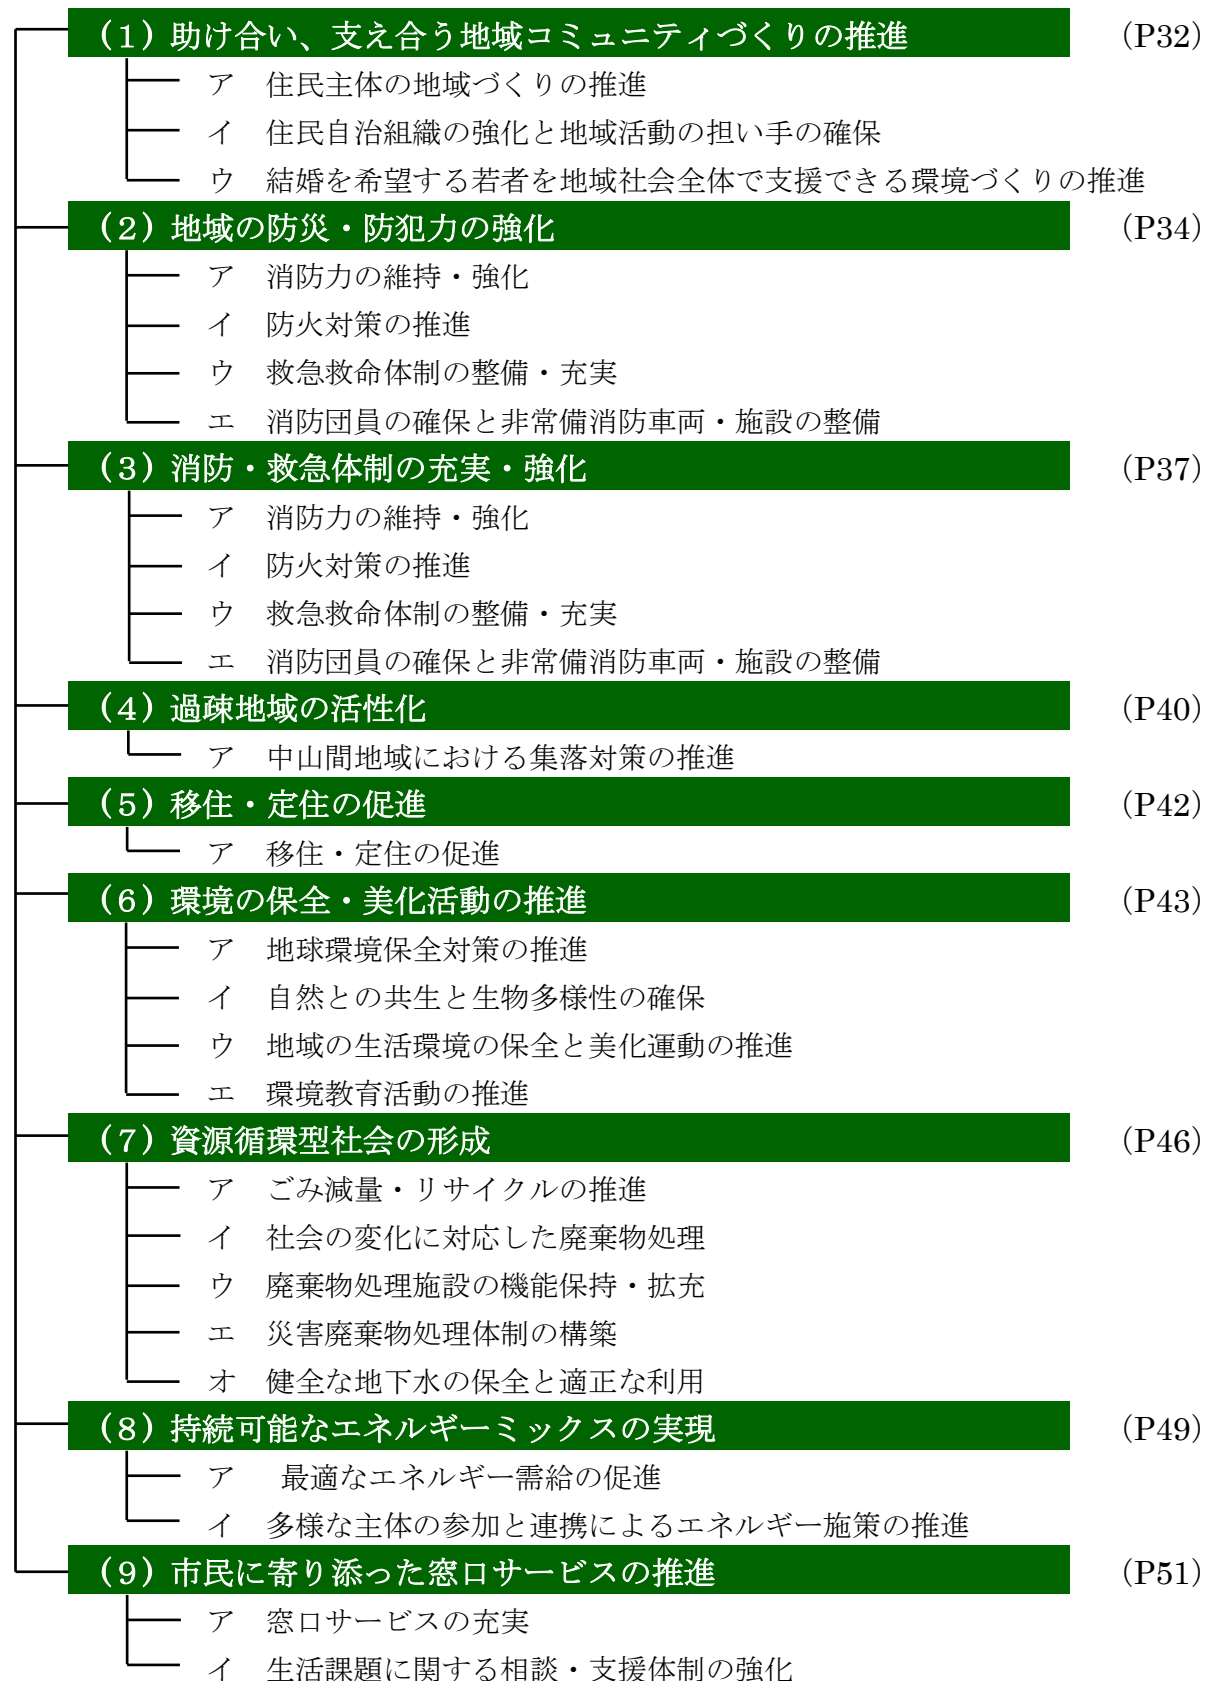 （1）助け合い、支え合う地域コミュニティづくりの推進　（P32）
ア　住民主体の地域づくりの推進
イ　住民自治組織の強化と地域活動の担い手の確保
ウ　結婚を希望する若者を地域社会全体で支援できる環境づくりの推進
（2）地域の防災・防犯力の強化　（P34）
ア　消防力の維持・強化
イ　防火対策の推進
ウ　救急救命体制の整備・充実
エ　消防団員の確保と非常備消防車両・施設の整備
（3）消防・救急体制の充実・強化　（P37）
ア　消防力の維持・強化
イ　防火対策の推進
ウ　救急救命体制の整備・充実
エ　消防団員の確保と非常備消防車両・施設の整備
（4）過疎地域の活性化　（P40）
ア　中山間地域における集落対策の推進
（5）移住・定住の促進　（P42）
ア　移住・定住の促進
（6）環境の保全・美化活動の推進　（P43）
ア　地球環境保全対策の推進
イ　自然との共生と生物多様性の確保
ウ　地域の生活環境の保全と美化運動の推進
エ　環境教育活動の推進
（7）資源循環型社会の形成　（P46）
ア　ごみ減量・リサイクルの推進
イ　社会の変化に対応した廃棄物処理
ウ　廃棄物処理施設の機能保持・拡充
エ　災害廃棄物処理体制の構築
オ　健全な地下水の保全と適正な利用
（8）持続可能なエネルギーミックスの実現　（P49）
ア　最適なエネルギー需給の促進
イ　多様な主体の参加と連携によるエネルギー施策の推進
（9）市民に寄り添った窓口サービスの推進　（P51）
ア　窓口サービスの充実
イ　生活課題に関する相談・支援体制の強化